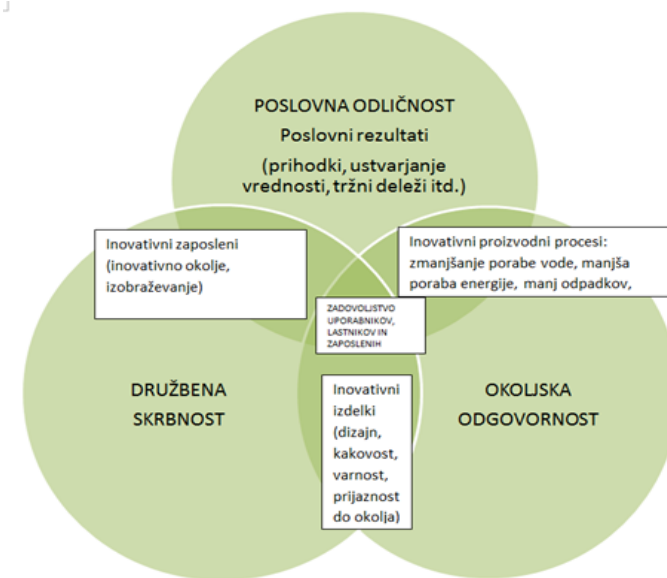 POSLOVNA ODLIČNOST
Poslovni rezultati
(prihodki, ustvarjanje
vrednosti, tržni deleži itd.)
Inovativni zaposleni
(inovativno okolje,
izobraževanje)
Inovativni proizvodni procesi:
zmanjšanje porabe vode, manjša
poraba energije, manj odpadkov,
ZADOVOLJSTVO
UPORABNIKOV,
LASTNIKOV IN
ZAPOSLENIH
DRUŽBENA
SKRBNOST
Inovativni
izdelki
(dizajn,
kakovost,
varnost,
prijaznost
do okolja)
OKOLJSKA
ODGOVORNOST